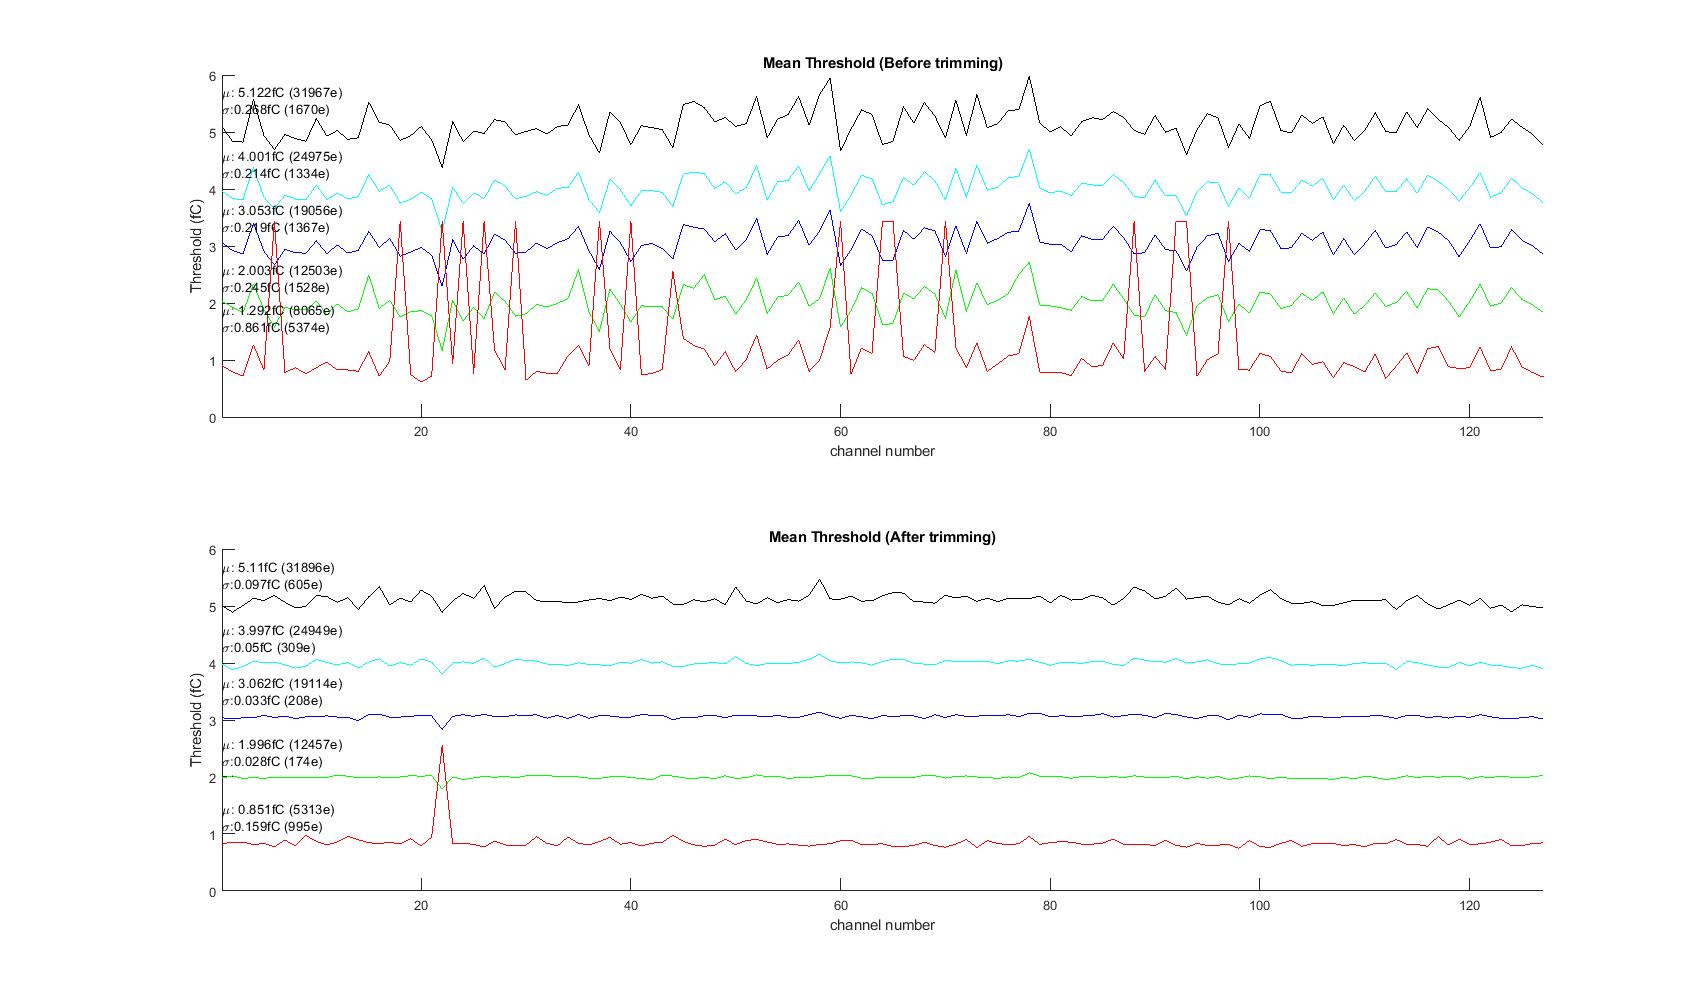 Mean Threshold (Before trimming)
6
μ: 5.122fC (31967e)
σ:0.268fC (1670e)
5
μ: 4.001fC (24975e)
σ:0.214fC (1334e)
4
μ: 3.053fC (19056e)
σ:0.219fC (1367e)
3
μ: 2.003fC (12503e)
σ:0.245fC (1528e)
2
μ: 1.292fC (8065e)
σ:0.861fC (5374e)
1
0
Threshold (fC)
20 40 60 80 100 120
channel number
Mean Threshold (After trimming)
6
μ: 5.11fC (31896e)
σ:0.097fC (605e)
5
μ: 3.997fC (24949e)
σ:0.05fC (309e)
4
μ: 3.062fC (19114e)
σ:0.033fC (208e)
3
μ: 1.996fC (12457e)
σ:0.028fC (174e)
2
μ: 0.851fC (5313e)
σ:0.159fC (995e)
1
0
Threshold (fC)
20 40 60 80 100 120
channel number